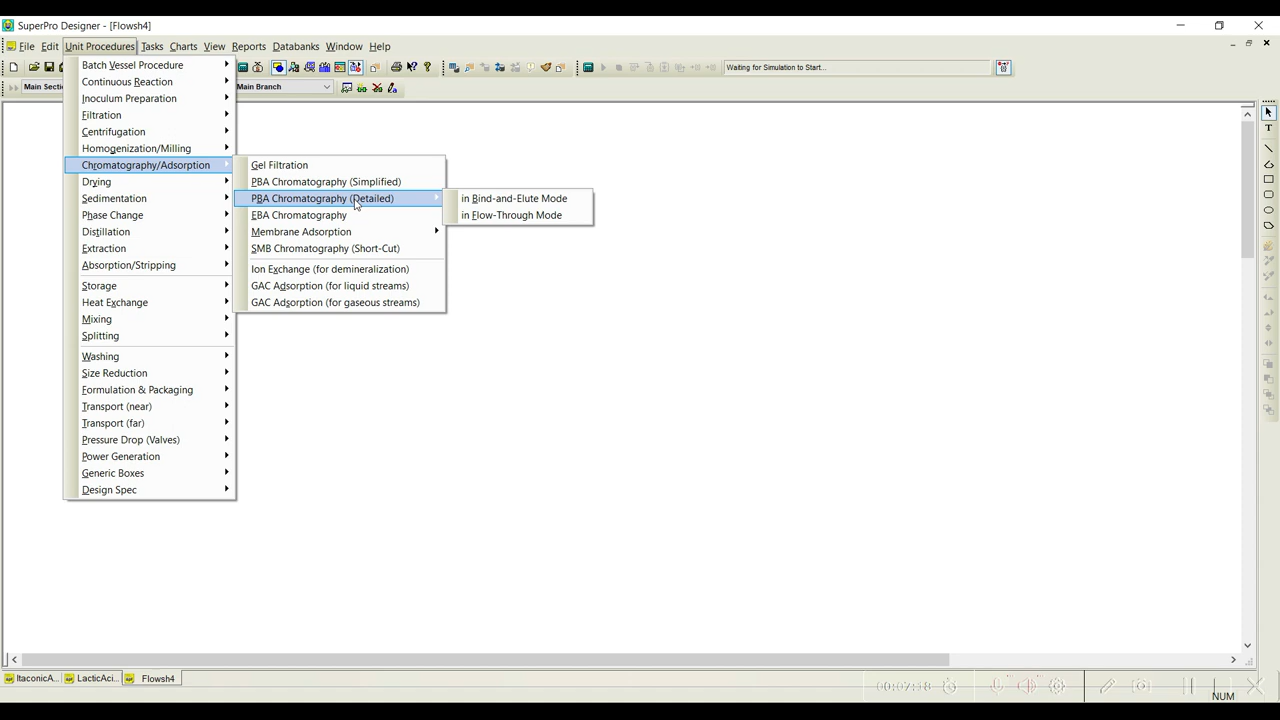 SuperPro Designer - [Flowsh4]
File Edit Unit Procedures Tasks Charts View Reports Databanks Window Help
Waiting for Simulation to Start...
Main Secti
Main Branch
Batch Vessel Procedure
Continuous Reaction
Inoculum Preparation
Filtration
Centrifugation
Homogenization/Milling
Chromatography/Adsorption
Drying
Sedimentation
Phase Change
Distillation
Extraction
Absorption/Stripping
Storage
Heat Exchange
Mixing
Splitting
Washing
Size Reduction
Formulation & Packaging
Transport (near)
Transport (far)
Pressure Drop (Valves)
Power Generation
Generic Boxes
Design Spec
Gel Filtration
PBA Chromatography (Simplified)
PBA Chromatography (Detailed)
EBA Chromatography
Membrane Adsorption
SMB Chromatography (Short-Cut)
Ion Exchange (for demineralization)
GAC Adsorption (for liquid streams)
GAC Adsorption (for gaseous streams)
in Bind-and-Elute Mode
in Flow-Through Mode
ItaconicA... LacticAci... Flowsh4
00:07:18
NUM